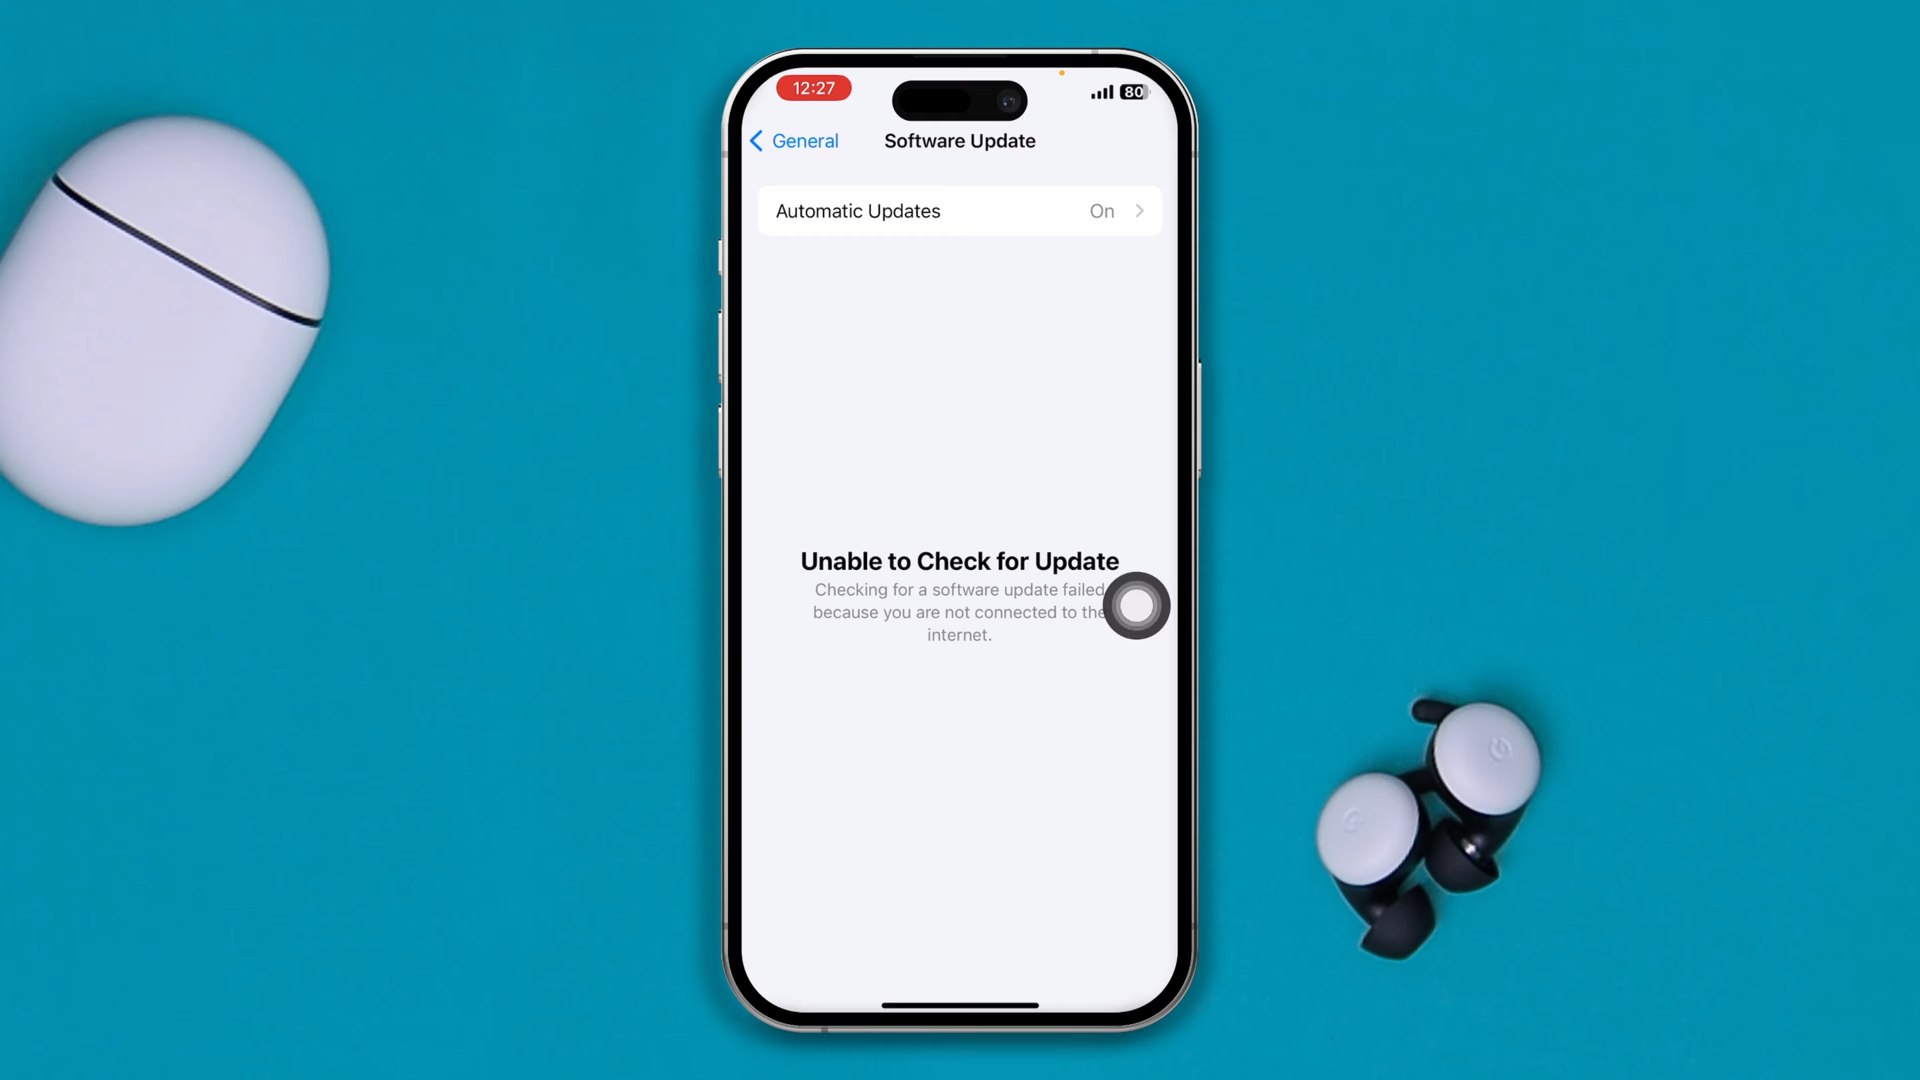 12:27
80
General
Software Update
Automatic Updates
On
Unable to Check for Update
Checking for a software update failed
because you are not connected to the
internet.